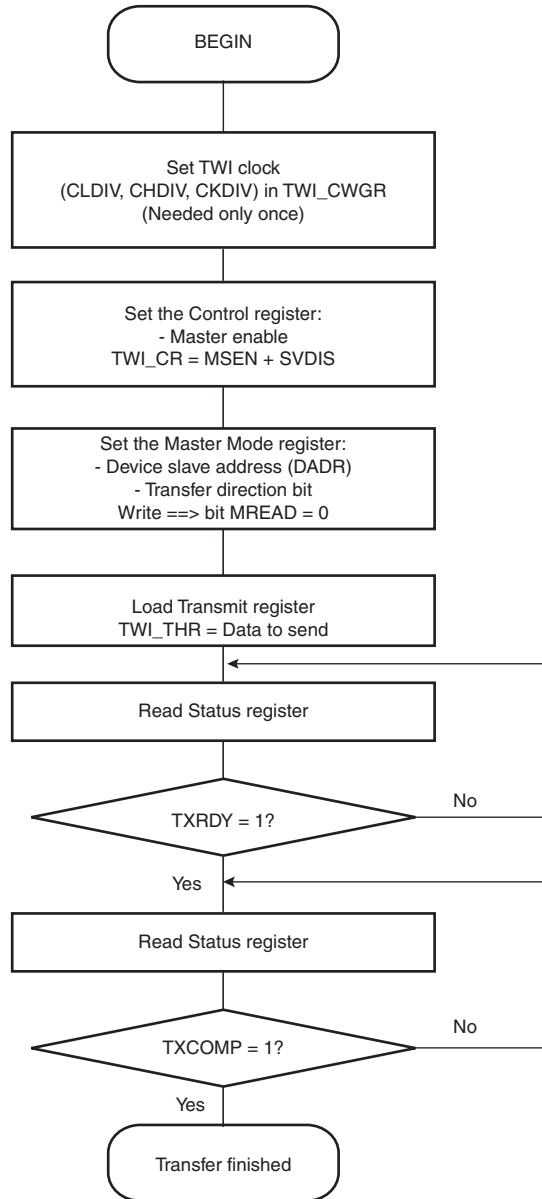 BEGIN
Set TWI clock
(CLDIV, CHDIV, CKDIV) in TWI_CWGR
(Needed only once)
Set the Control register:
- Master enable
TWI_CR = MSEN + SVDIS
Set the Master Mode register:
- Device slave address (DADR)
- Transfer direction bit
Write ==> bit MREAD = 0
Load Transmit register
TWI_THR = Data to send
Read Status register
TXRDY = 1?
No
Yes
Read Status register
TXCOMP = 1?
No
Yes
Transfer finished